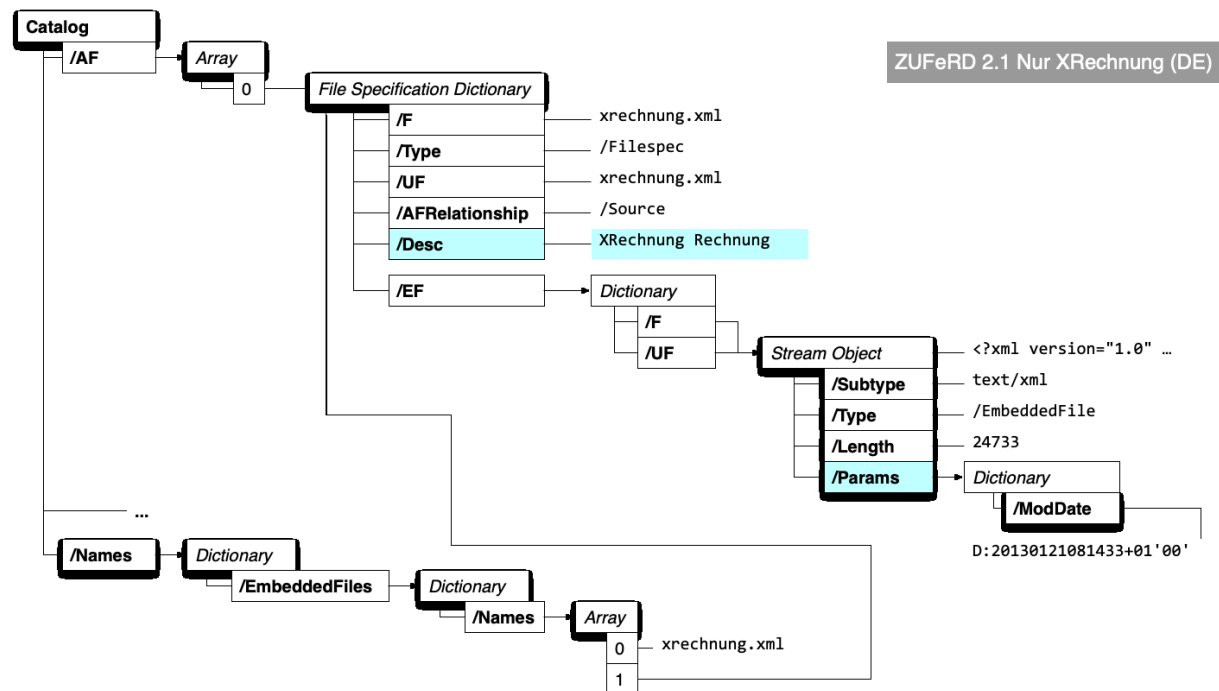 Catalog
/AF
Array
0
ZUFeRD 2.1 Nur XRechnung (DE)
File Specification Dictionary
/F
xrechnung.xml
/Type
/Filespec
/UF
xrechnung.xml
/AFRelationship
/Source
/Desc
XRechnung Rechnung
/EF
Dictionary
/F
/UF
Stream Object
<?xml version="1.0" …
/Subtype
text/xml
/Type
/EmbeddedFile
/Length
24733
/Params
Dictionary
/ModDate
D:20130121081433+01'00'
...
/Names
Dictionary
/EmbeddedFiles
Dictionary
/Names
Array
0
xrechnung.xml
1